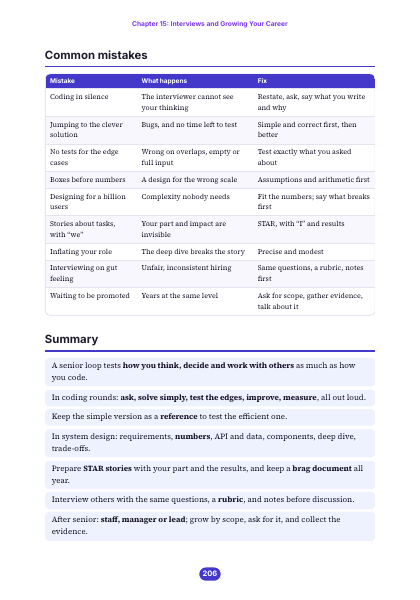 Chapter 15: Interviews and Growing Your Career
Common mistakes
Mistake What happens Fix
Coding in silence The interviewer cannot see Restate, ask, say what you write
your thinking and why
Jumping to the clever Bugs, and no time left to test Simple and correct first, then
solution better
No tests for the edge Wrong on overlaps, empty or Test exactly what you asked
cases full input about
Boxes before numbers A design for the wrong scale Assumptions and arithmetic first
Designing for a billion Complexity nobody needs Fit the numbers; say what breaks
users first
Stories about tasks, Your part and impact are STAR, with “I” and results
with “we” invisible
Inflating your role The deep dive breaks the story Precise and modest
Interviewing on gut Unfair, inconsistent hiring Same questions, a rubric, notes
feeling first
Waiting to be promoted Years at the same level Ask for scope, gather evidence,
talk about it
Summary
A senior loop tests how you think, decide and work with others as much as how
you code.
In coding rounds: ask, solve simply, test the edges, improve, measure, all out loud.
Keep the simple version as a reference to test the efficient one.
In system design: requirements, numbers, API and data, components, deep dive,
trade-offs.
Prepare STAR stories with your part and the results, and keep a brag document all
year.
Interview others with the same questions, a rubric, and notes before discussion.
After senior: staff, manager or lead; grow by scope, ask for it, and collect the
evidence.
206